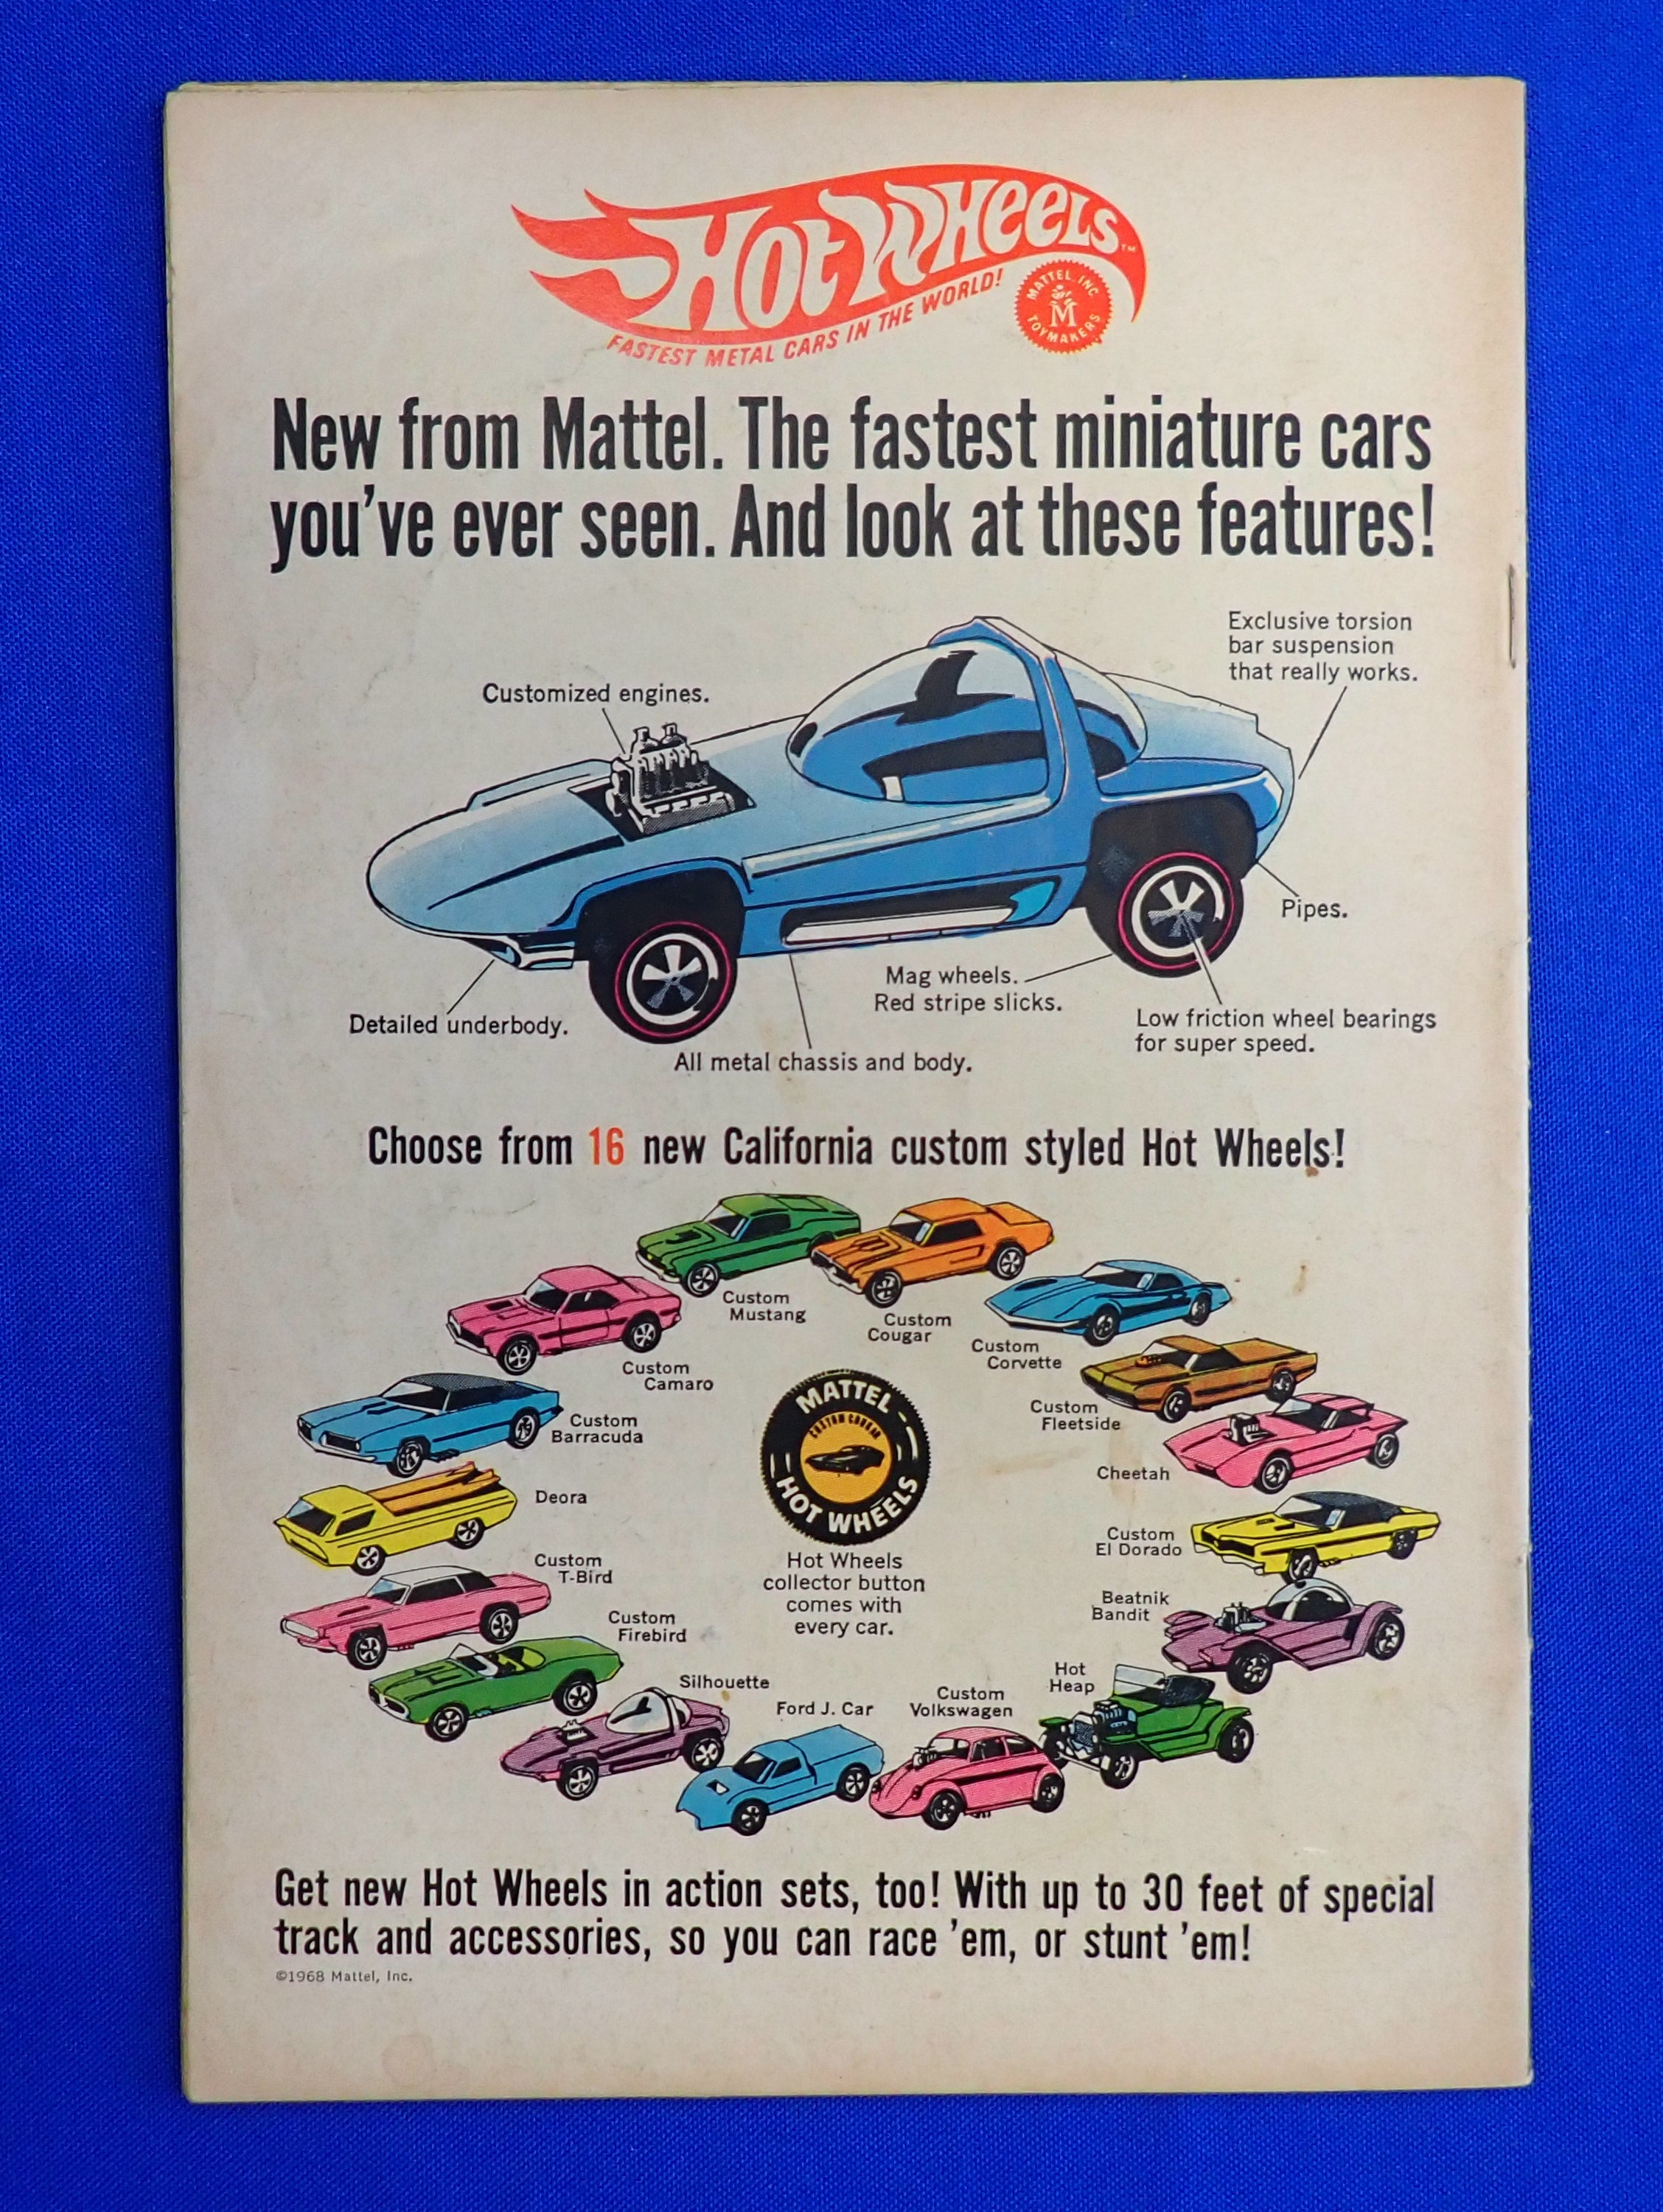 Hot Wheels™
FASTEST METAL CARS IN THE WORLD!
MATTEL, INC.
M
TOYMAKERS
New from Mattel. The fastest miniature cars
you've ever seen. And look at these features!
Exclusive torsion
bar suspension
that really works.
Customized engines.
Pipes.
Mag wheels.
Red stripe slicks.
Detailed underbody.
Low friction wheel bearings
for super speed.
All metal chassis and body.
Choose from 16 new California custom styled Hot Wheels!
Custom
Mustang
Custom
Cougar
Custom
Corvette
Custom
Camaro
Custom
Fleetside
Custom
Barracuda
Cheetah
Deora
Custom
El Dorado
Custom
T-Bird
Beatnik
Bandit
Custom
Firebird
Hot
Heap
Silhouette
Ford J. Car
Custom
Volkswagen
MATTEL
CUSTOM COUGAR
HOT WHEELS
Hot Wheels
collector button
comes with
every car.
Get new Hot Wheels in action sets, too! With up to 30 feet of special
track and accessories, so you can race 'em, or stunt 'em!
©1968 Mattel, Inc.